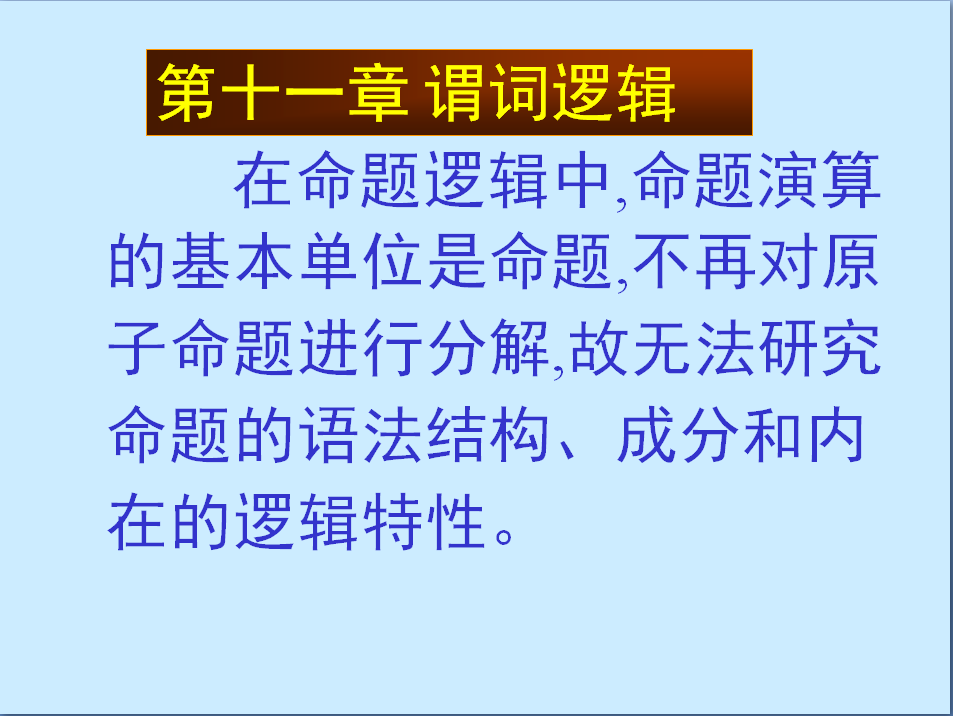 第十一章 谓词逻辑
在命题逻辑中,命题演算
的基本单位是命题,不再对原
子命题进行分解,故无法研究
命题的语法结构、成分和内
在的逻辑特性。